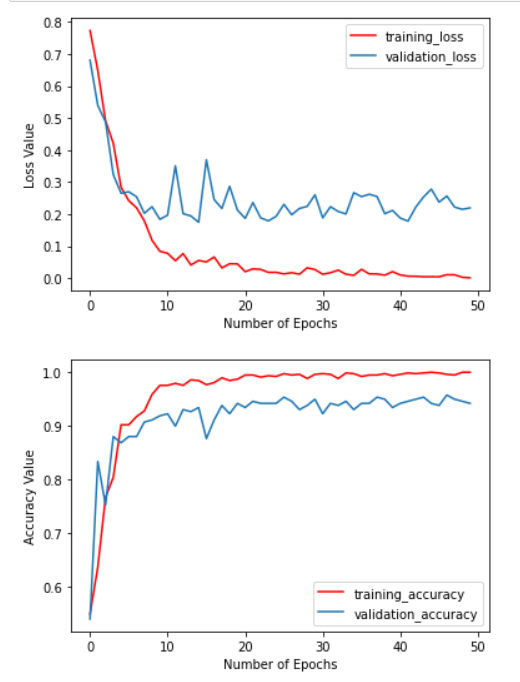 0.8
0.7
0.6
0.5
0.4
0.3
0.2
0.1
0.0
Loss Value
training_loss
validation_loss
0 10 20 30 40 50
Number of Epochs
1.0
0.9
0.8
0.7
0.6
Accuracy Value
training_accuracy
validation_accuracy
0 10 20 30 40 50
Number of Epochs